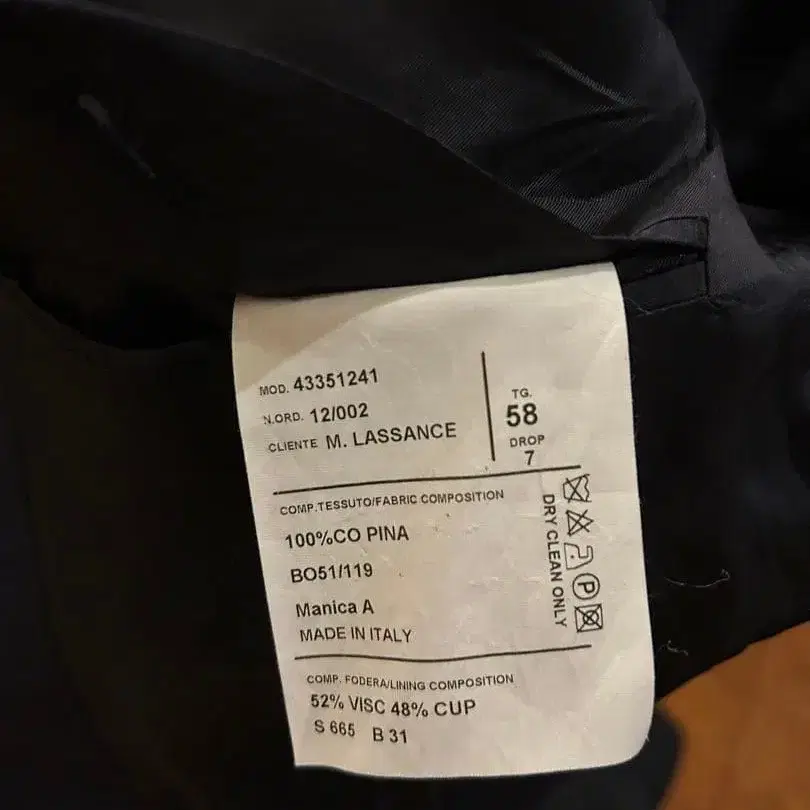 MOD. 43351241
N.ORD. 12/002
CLIENTE M. LASSANCE
TG.
58
DROP
7
COMP.TESSUTO/FABRIC COMPOSITION
100%CO PINA
BO51/119
Manica A
MADE IN ITALY
DRY CLEAN ONLY
P
COMP. FODERA/LINING COMPOSITION
52% VISC 48% CUP
S 665 B 31